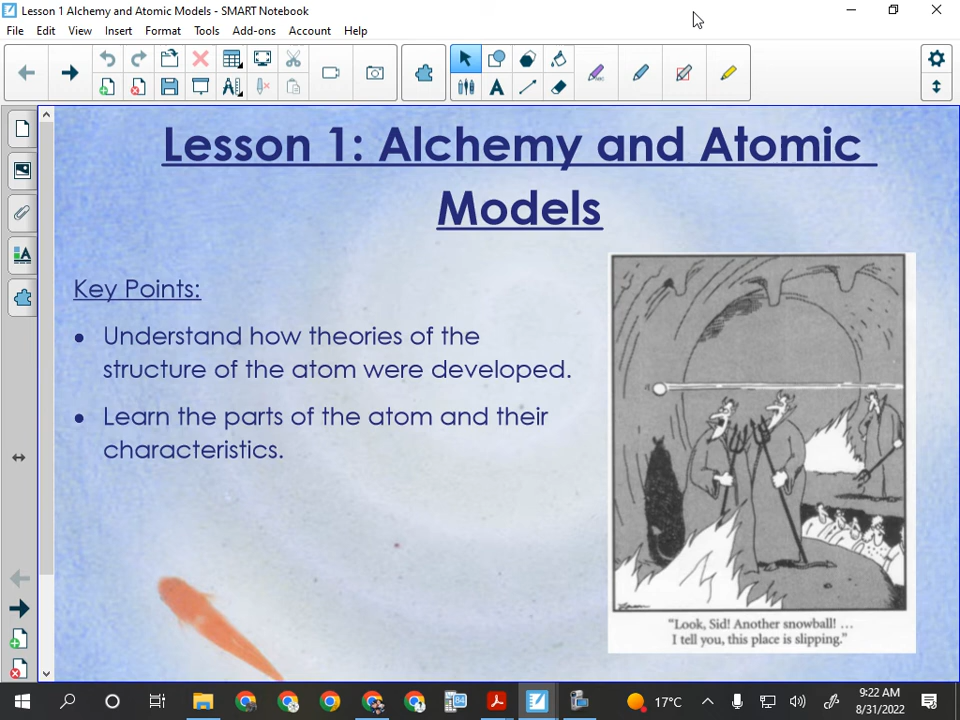 Lesson 1 Alchemy and Atomic Models - SMART Notebook
File Edit View Insert Format Tools Add-ons Account Help
Lesson 1: Alchemy and Atomic
Models
Key Points:
• Understand how theories of the
structure of the atom were developed.
• Learn the parts of the atom and their
characteristics.
"Look, Sid! Another snowball! ...
I tell you, this place is slipping."
17°C
9:22 AM
8/31/2022